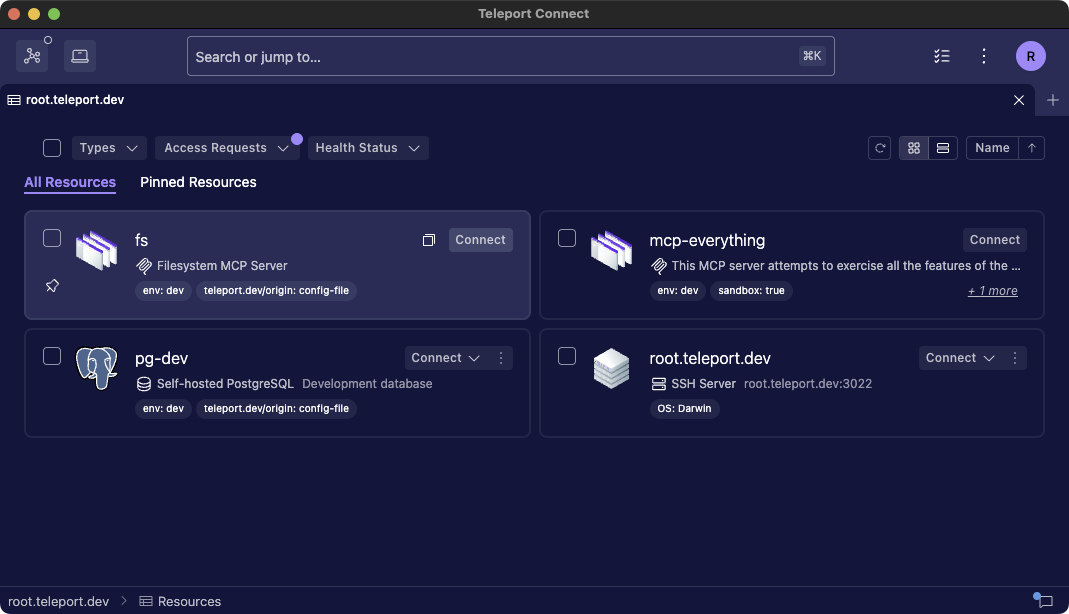 Teleport Connect
Search or jump to...
⌘K
R
root.teleport.dev
Types
Access Requests
Health Status
Name
All Resources
Pinned Resources
fs
Connect
Filesystem MCP Server
env: dev
teleport.dev/origin: config-file
mcp-everything
Connect
This MCP server attempts to exercise all the features of the ...
env: dev
sandbox: true
+ 1 more
pg-dev
Connect
Self-hosted PostgreSQL Development database
env: dev
teleport.dev/origin: config-file
root.teleport.dev
Connect
SSH Server root.teleport.dev:3022
OS: Darwin
root.teleport.dev
Resources